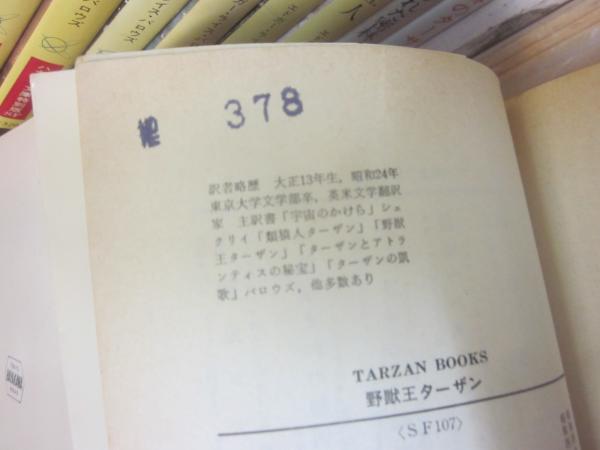 378
訳者略歴 大正13年生,昭和24年
東京大学文学部卒,英米文学翻訳
家 主訳書「宇宙のかけら」シェ
クリイ「類猿人ターザン」「野獣
王ターザン」「ターザンとアトラ
ンティスの秘宝」「ターザンの凱
歌」バロウズ,他多数あり
TARZAN BOOKS
野獣王ターザン
〈SF107〉